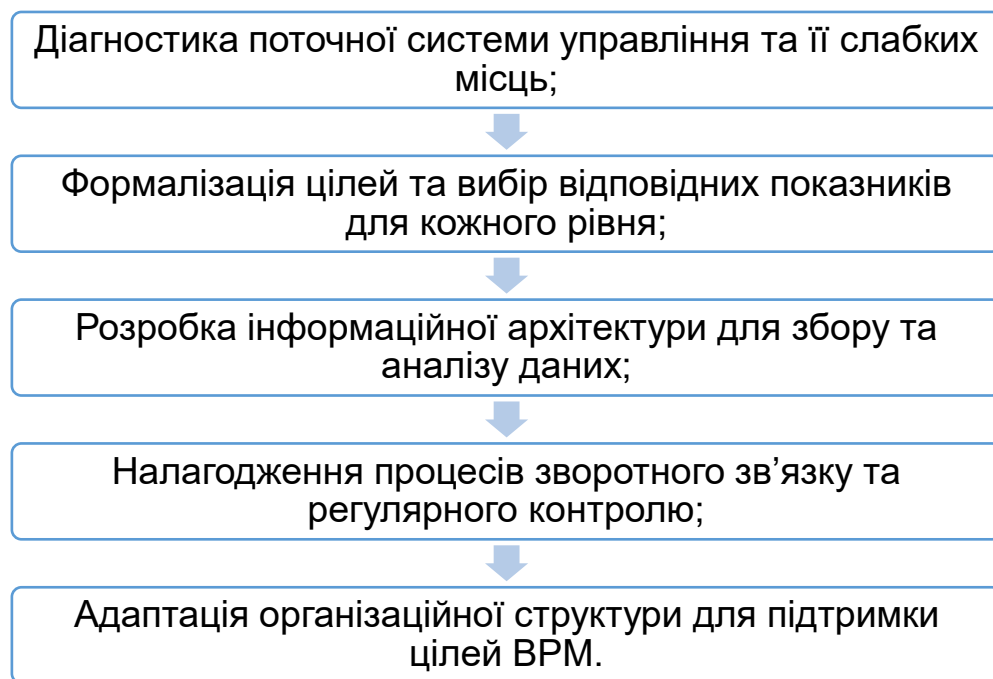 Діагностика поточної системи управління та її слабких
місць;
Формалізація цілей та вибір відповідних показників
для кожного рівня;
Розробка інформаційної архітектури для збору та
аналізу даних;
Налагодження процесів зворотного зв’язку та
регулярного контролю;
Адаптація організаційної структури для підтримки
цілей BPM.